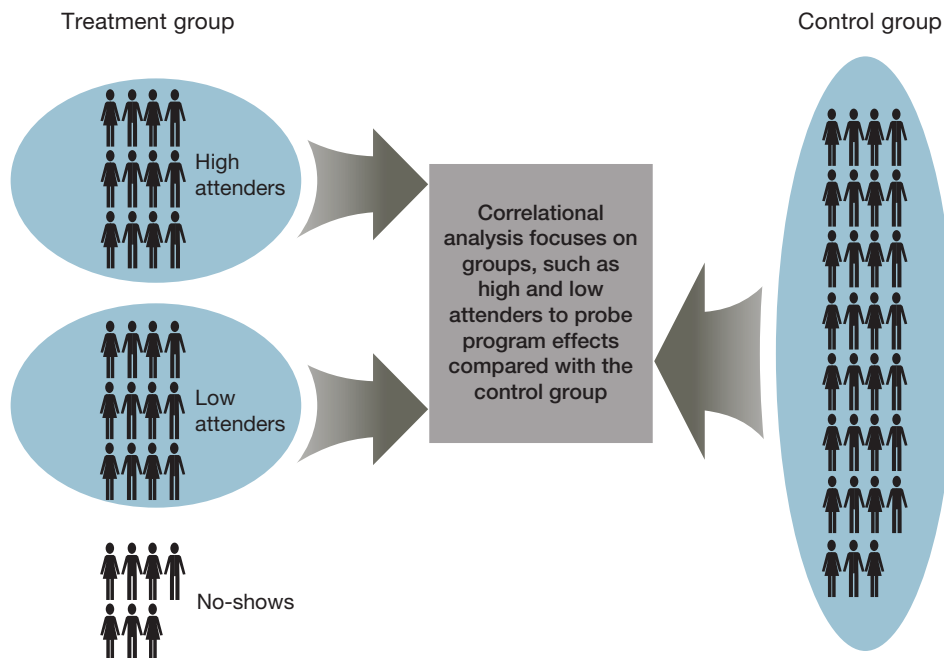 Treatment group
Control group
High
attenders
Correlational
analysis focuses on
groups, such as
high and low
attenders to probe
program effects
compared with the
control group
Low
attenders
No-shows